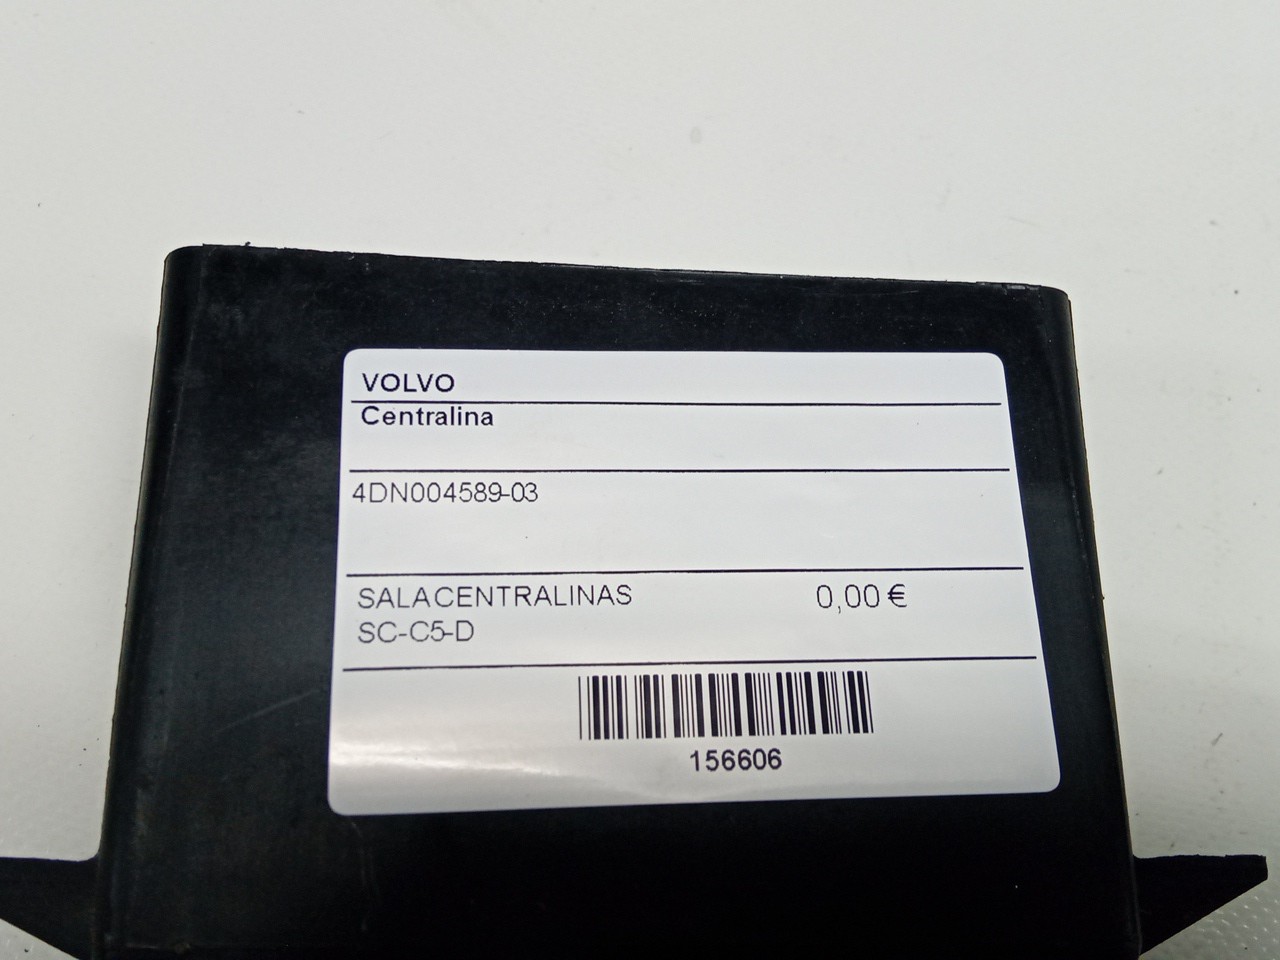 VOLVO
Centralina
4DN004589-03
SALACENTRALINAS 0,00 €
SC-C5-D
156606